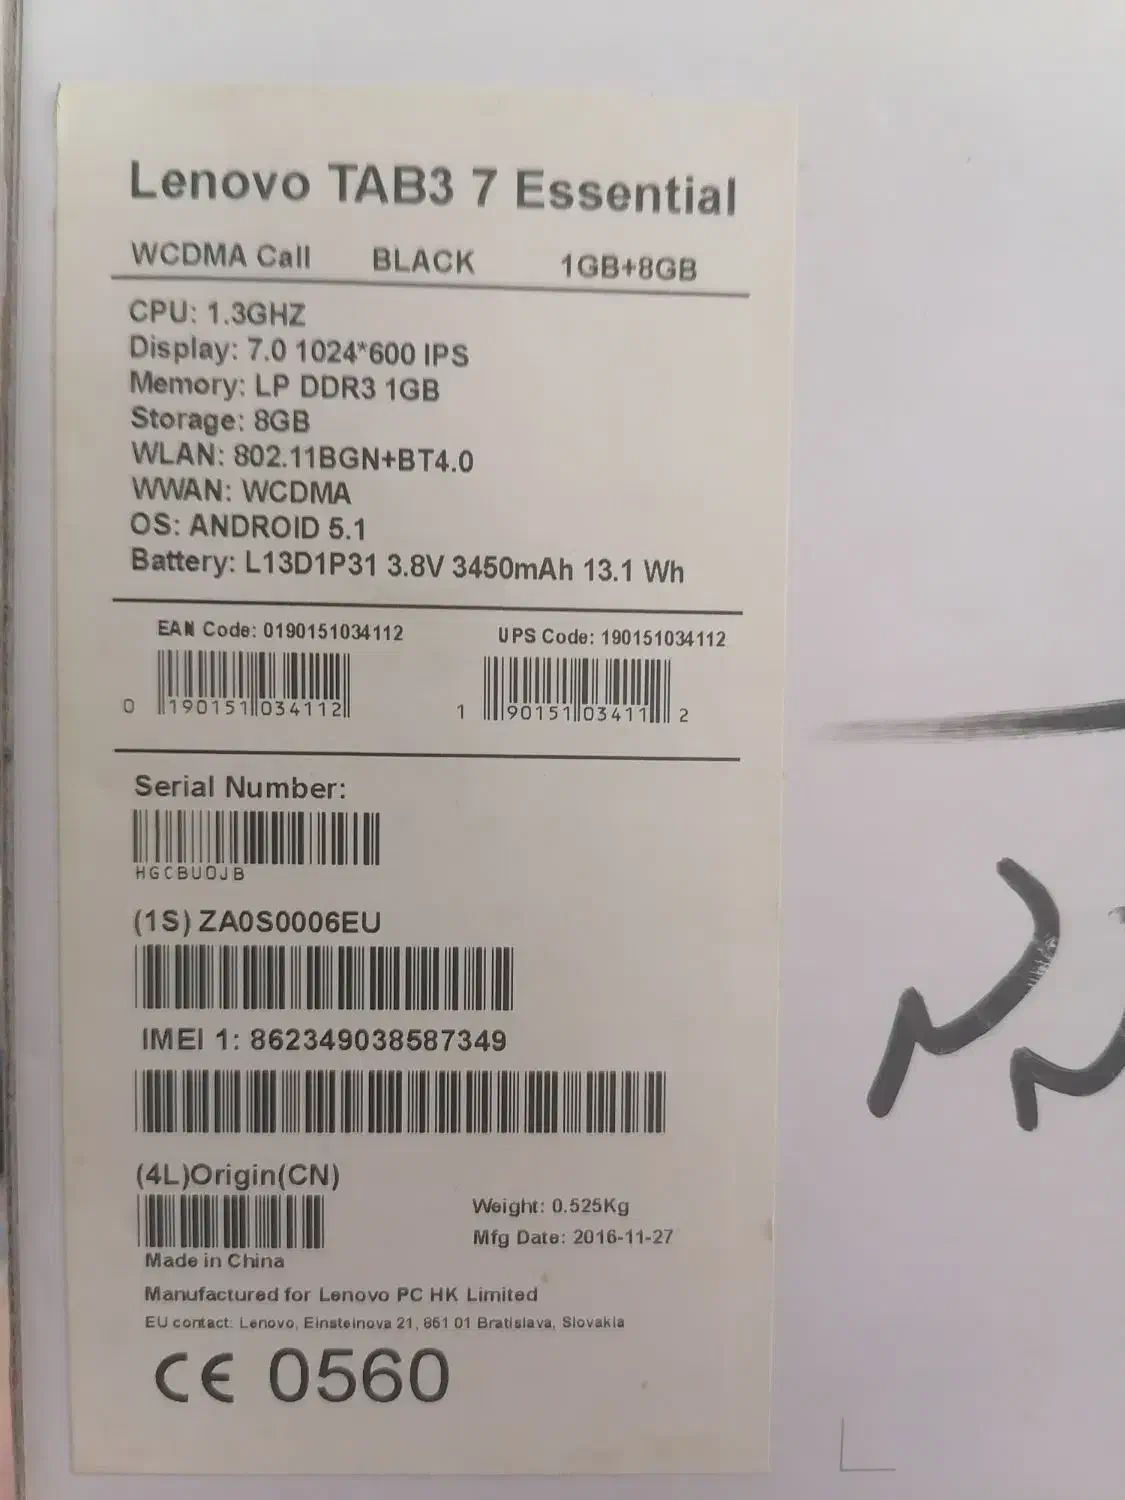 Lenovo TAB3 7 Essential
WCDMA Call BLACK 1GB+8GB
CPU: 1.3GHZ
Display: 7.0 1024*600 IPS
Memory: LP DDR3 1GB
Storage: 8GB
WLAN: 802.11BGN+BT4.0
WWAN: WCDMA
OS: ANDROID 5.1
Battery: L13D1P31 3.8V 3450mAh 13.1 Wh
EAN Code: 0190151034112 UPS Code: 190151034112
0 190151 034112 1 90151 03411 2
Serial Number:
HGCBU0JB
(1S) ZA0S0006EU
IMEI 1: 862349038587349
(4L)Origin(CN)
Weight: 0.525Kg
Mfg Date: 2016-11-27
Made in China
Manufactured for Lenovo PC HK Limited
EU contact: Lenovo, Einsteinova 21, 851 01 Bratislava, Slovakia
CE 0560